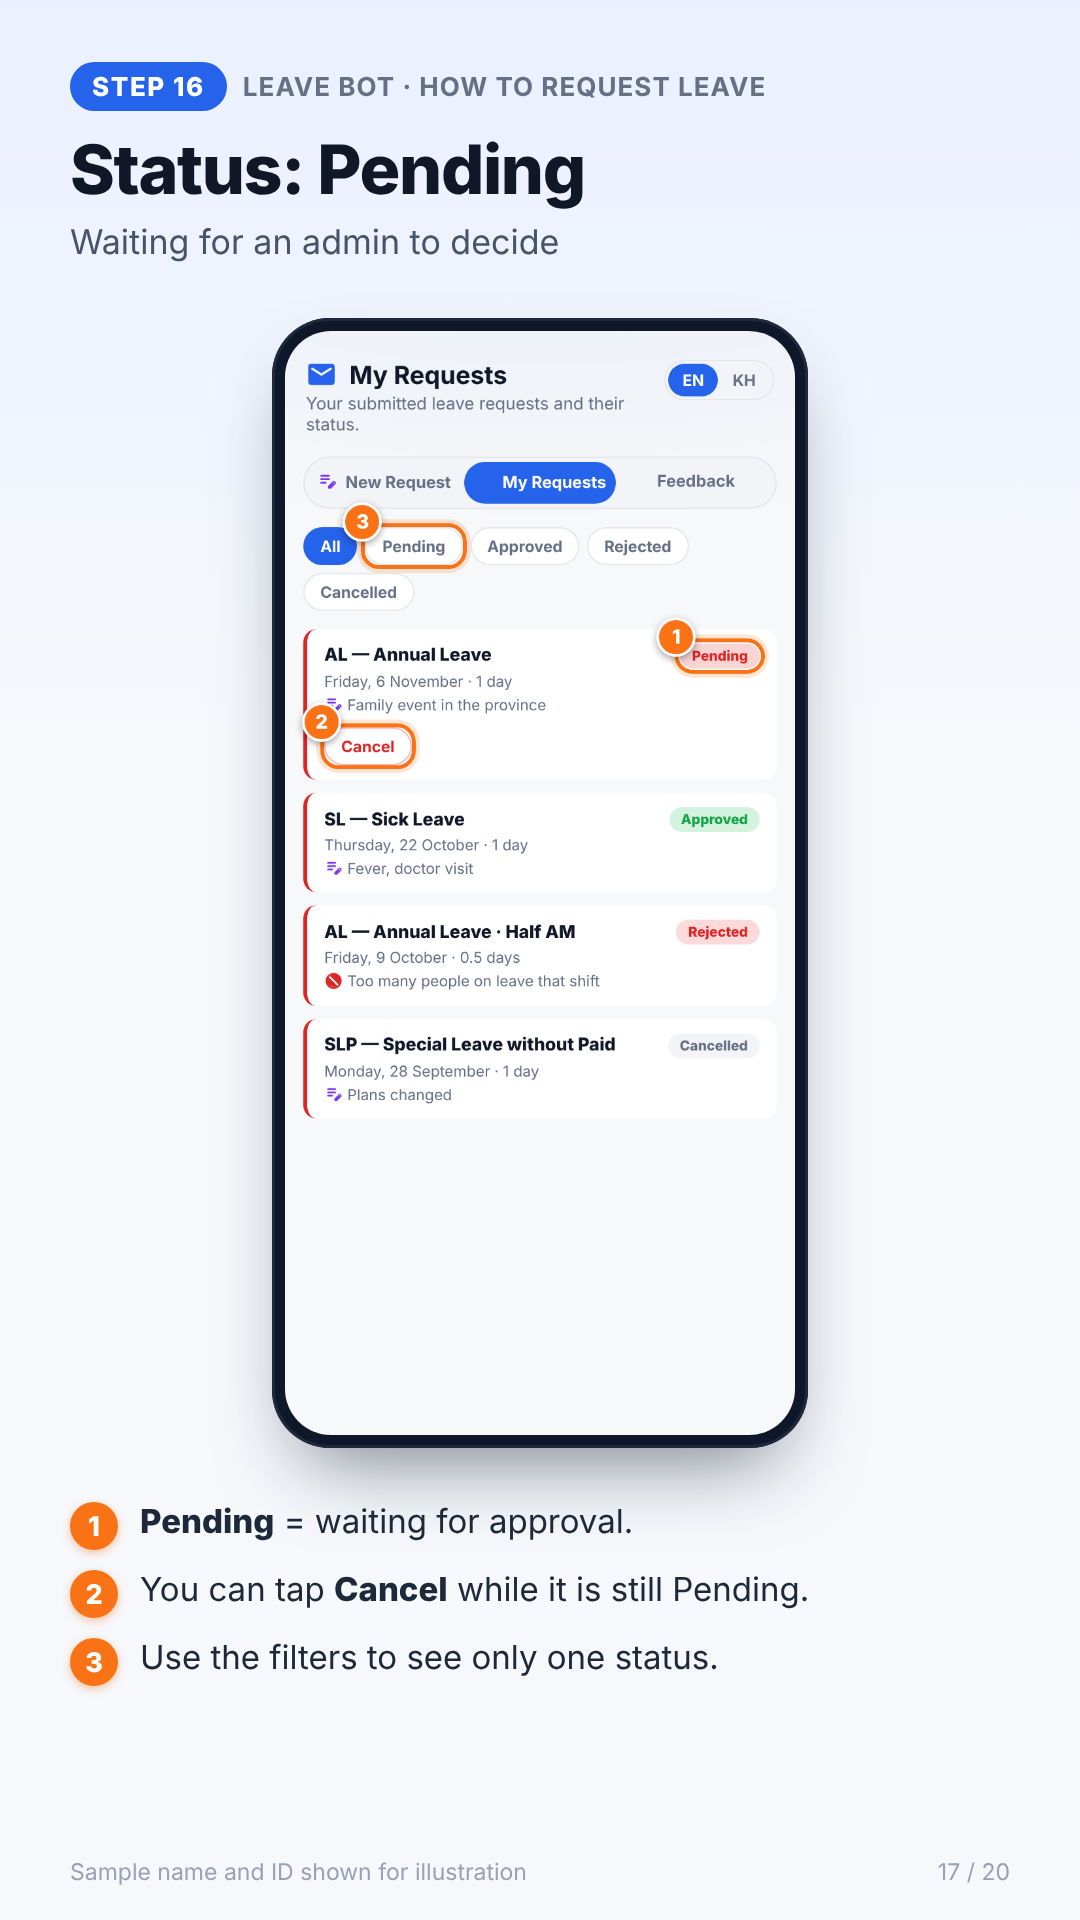 STEP 16 LEAVE BOT · HOW TO REQUEST LEAVE
Status: Pending
Waiting for an admin to decide
My Requests
EN KH
Your submitted leave requests and their
status.
New Request My Requests Feedback
3
All Pending Approved Rejected
Cancelled
1
AL — Annual Leave Pending
Friday, 6 November · 1 day
Family event in the province
2
Cancel
SL — Sick Leave Approved
Thursday, 22 October · 1 day
Fever, doctor visit
AL — Annual Leave · Half AM Rejected
Friday, 9 October · 0.5 days
Too many people on leave that shift
SLP — Special Leave without Paid Cancelled
Monday, 28 September · 1 day
Plans changed
1 Pending = waiting for approval.
2 You can tap Cancel while it is still Pending.
3 Use the filters to see only one status.
Sample name and ID shown for illustration 17 / 20